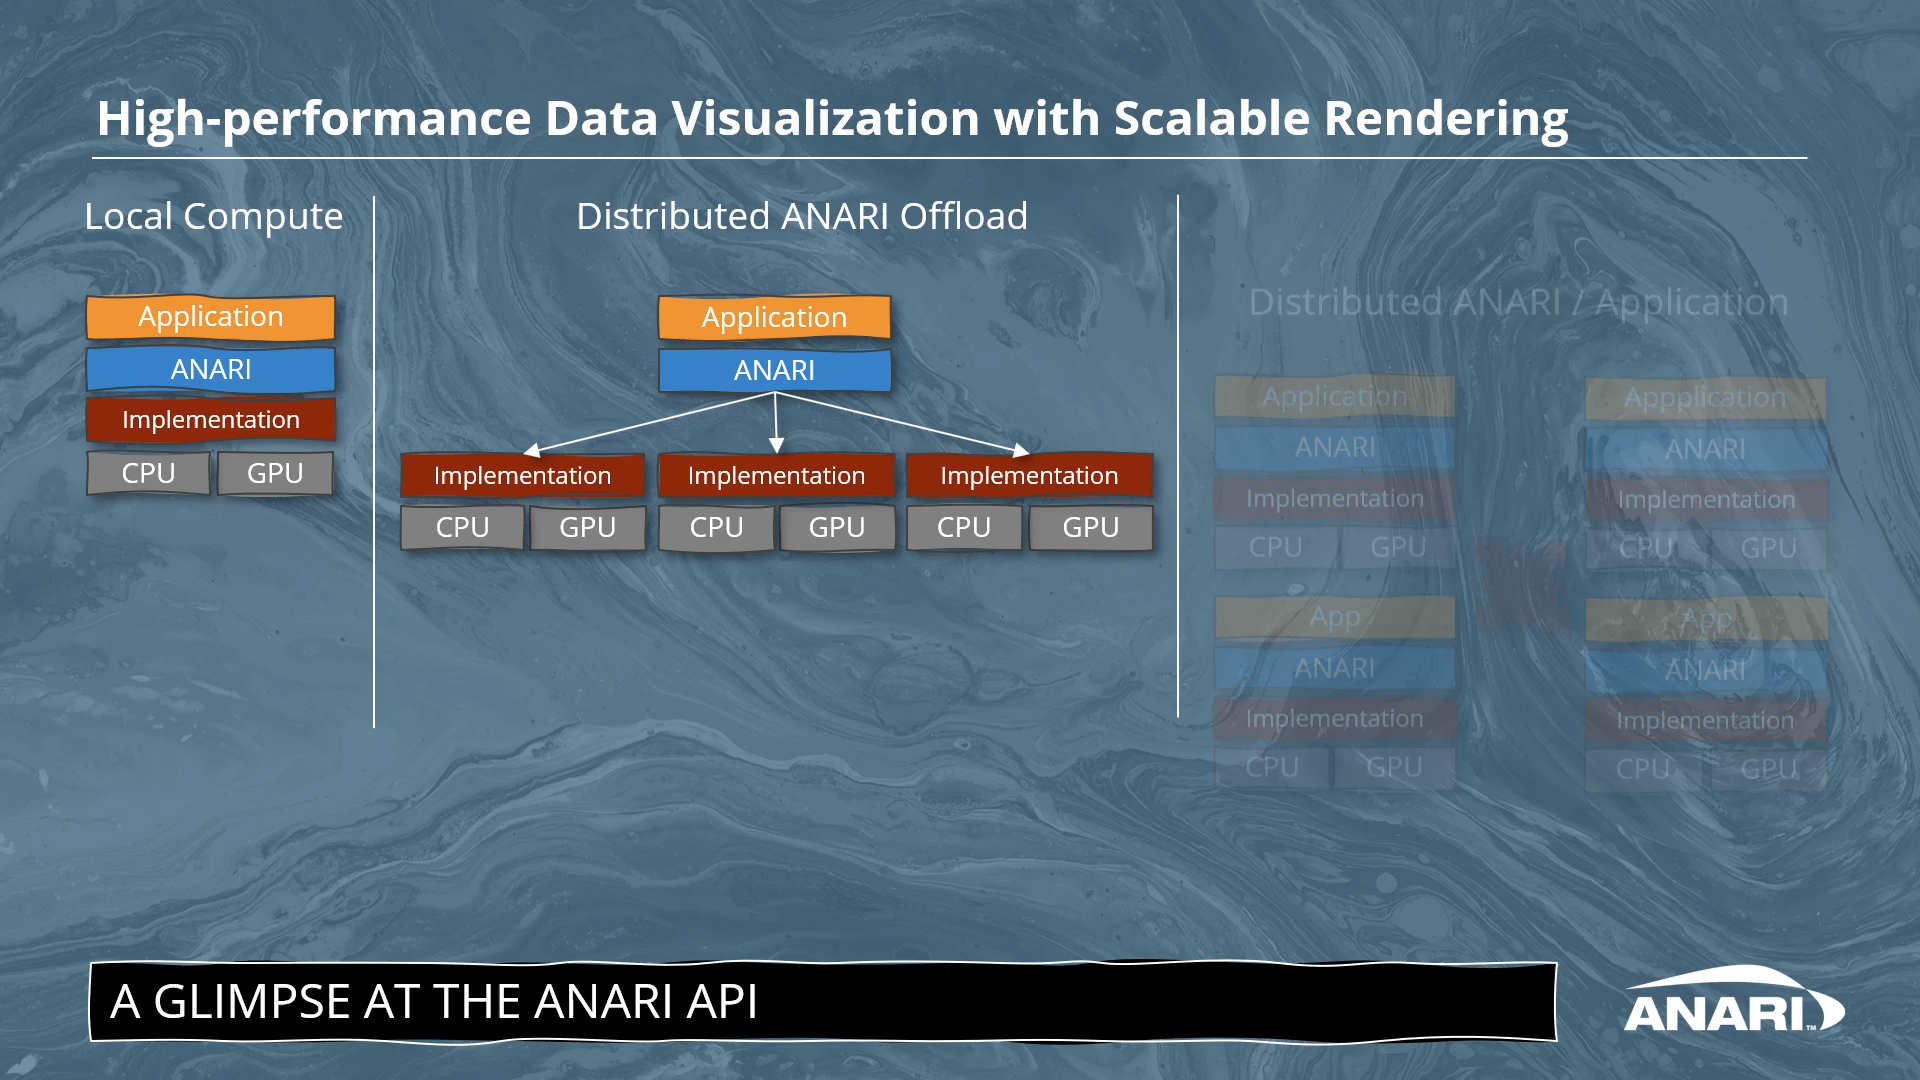 High-performance Data Visualization with Scalable Rendering
Local Compute
Application
ANARI
Implementation
CPU GPU
Distributed ANARI Offload
Application
ANARI
Implementation Implementation Implementation
CPU GPU CPU GPU CPU GPU
Distributed ANARI / Application
Application
ANARI
Implementation
CPU GPU
Appplication
ANARI
Implementation
CPU GPU
App
ANARI
Implementation
CPU GPU
App
ANARI
Implementation
CPU GPU
A GLIMPSE AT THE ANARI API
ANARI™